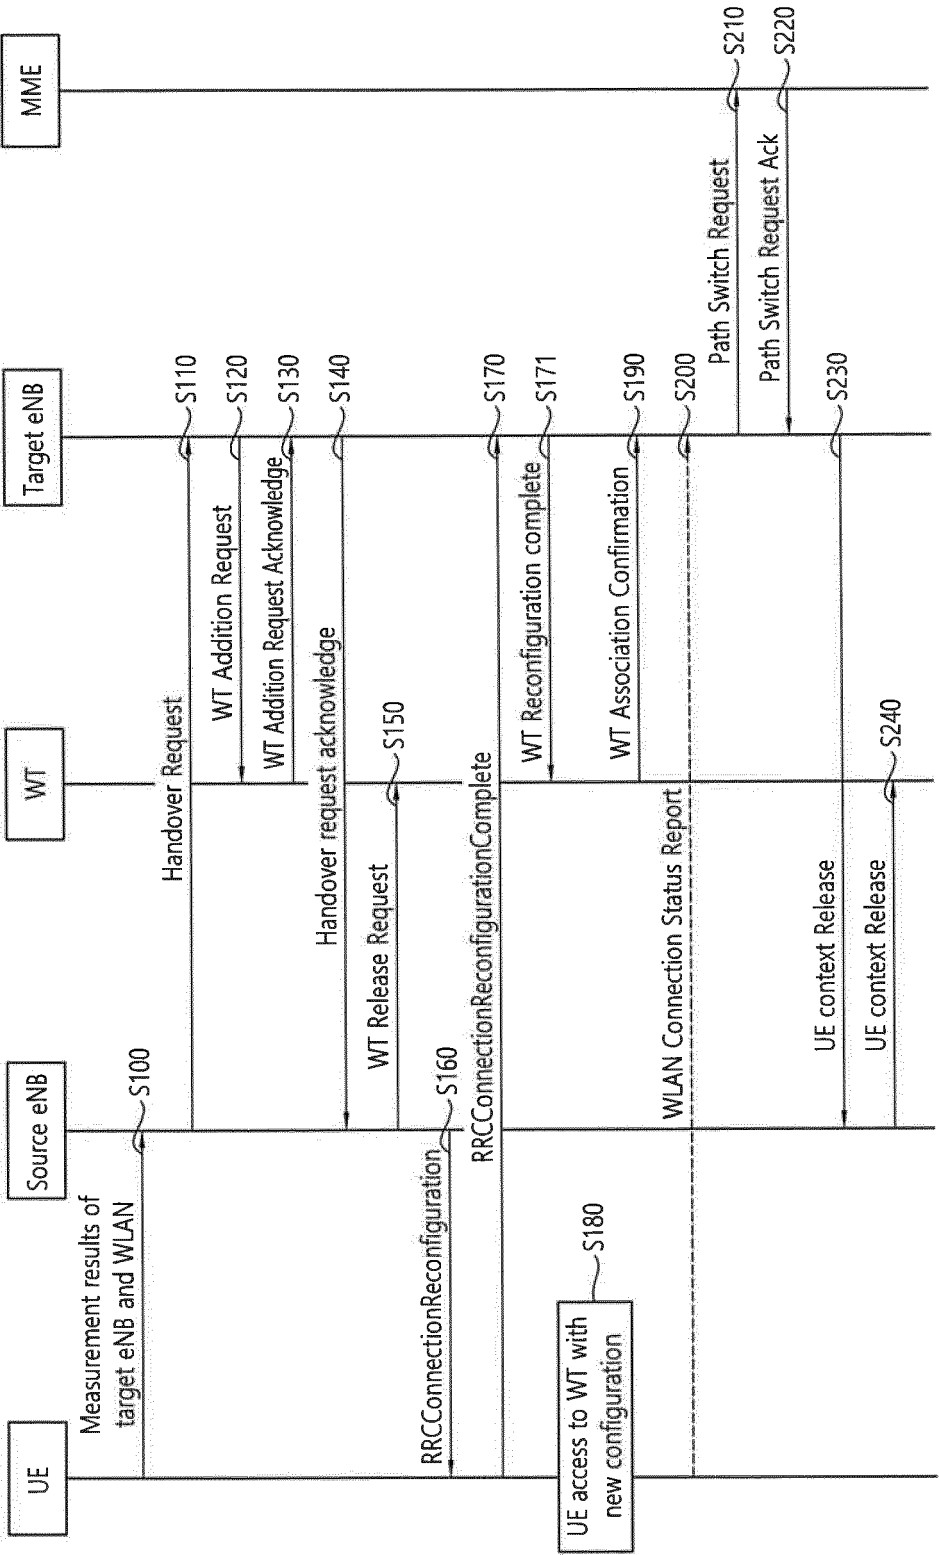 UE
Source eNB
WT
Target eNB
MME
Measurement results of
target eNB and WLAN
S100
Handover Request
S110
WT Addition Request
S120
WT Addition Request Acknowledge
S130
Handover request acknowledge
S140
WT Release Request
S150
RRCConnectionReconfiguration
S160
RRCConnectionReconfigurationComplete
S170
WT Reconfiguration complete
S171
UE access to WT with
new configuration
S180
WT Association Confirmation
S190
WLAN Connection Status Report
S200
Path Switch Request
S210
Path Switch Request Ack
S220
UE context Release
S230
UE context Release
S240